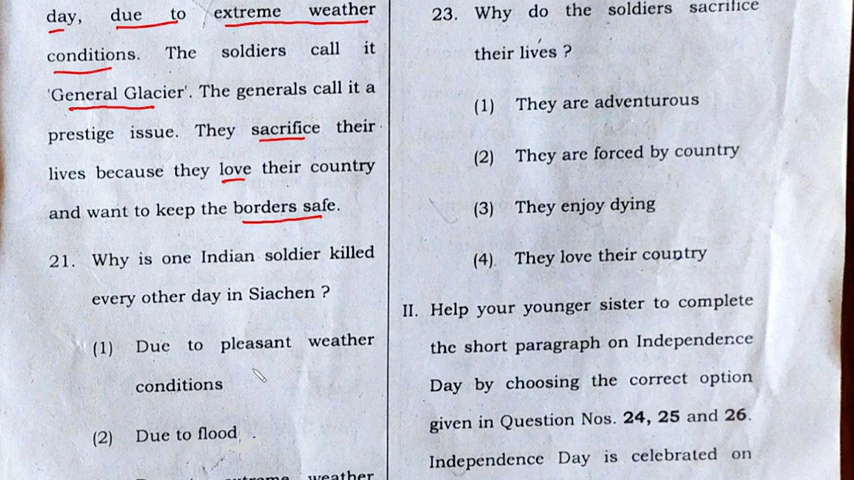 day, due to extreme weather
conditions. The soldiers call it
'General Glacier'. The generals call it a
prestige issue. They sacrifice their
lives because they love their country
and want to keep the borders safe.
21. Why is one Indian soldier killed
every other day in Siachen ?
(1) Due to pleasant weather
conditions
(2) Due to flood
weather
23. Why do the soldiers sacrifice
their lives ?
(1) They are adventurous
(2) They are forced by country
(3) They enjoy dying
(4) They love their country
II. Help your younger sister to complete
the short paragraph on Independence
Day by choosing the correct option
given in Question Nos. 24, 25 and 26.
Independence Day is celebrated on